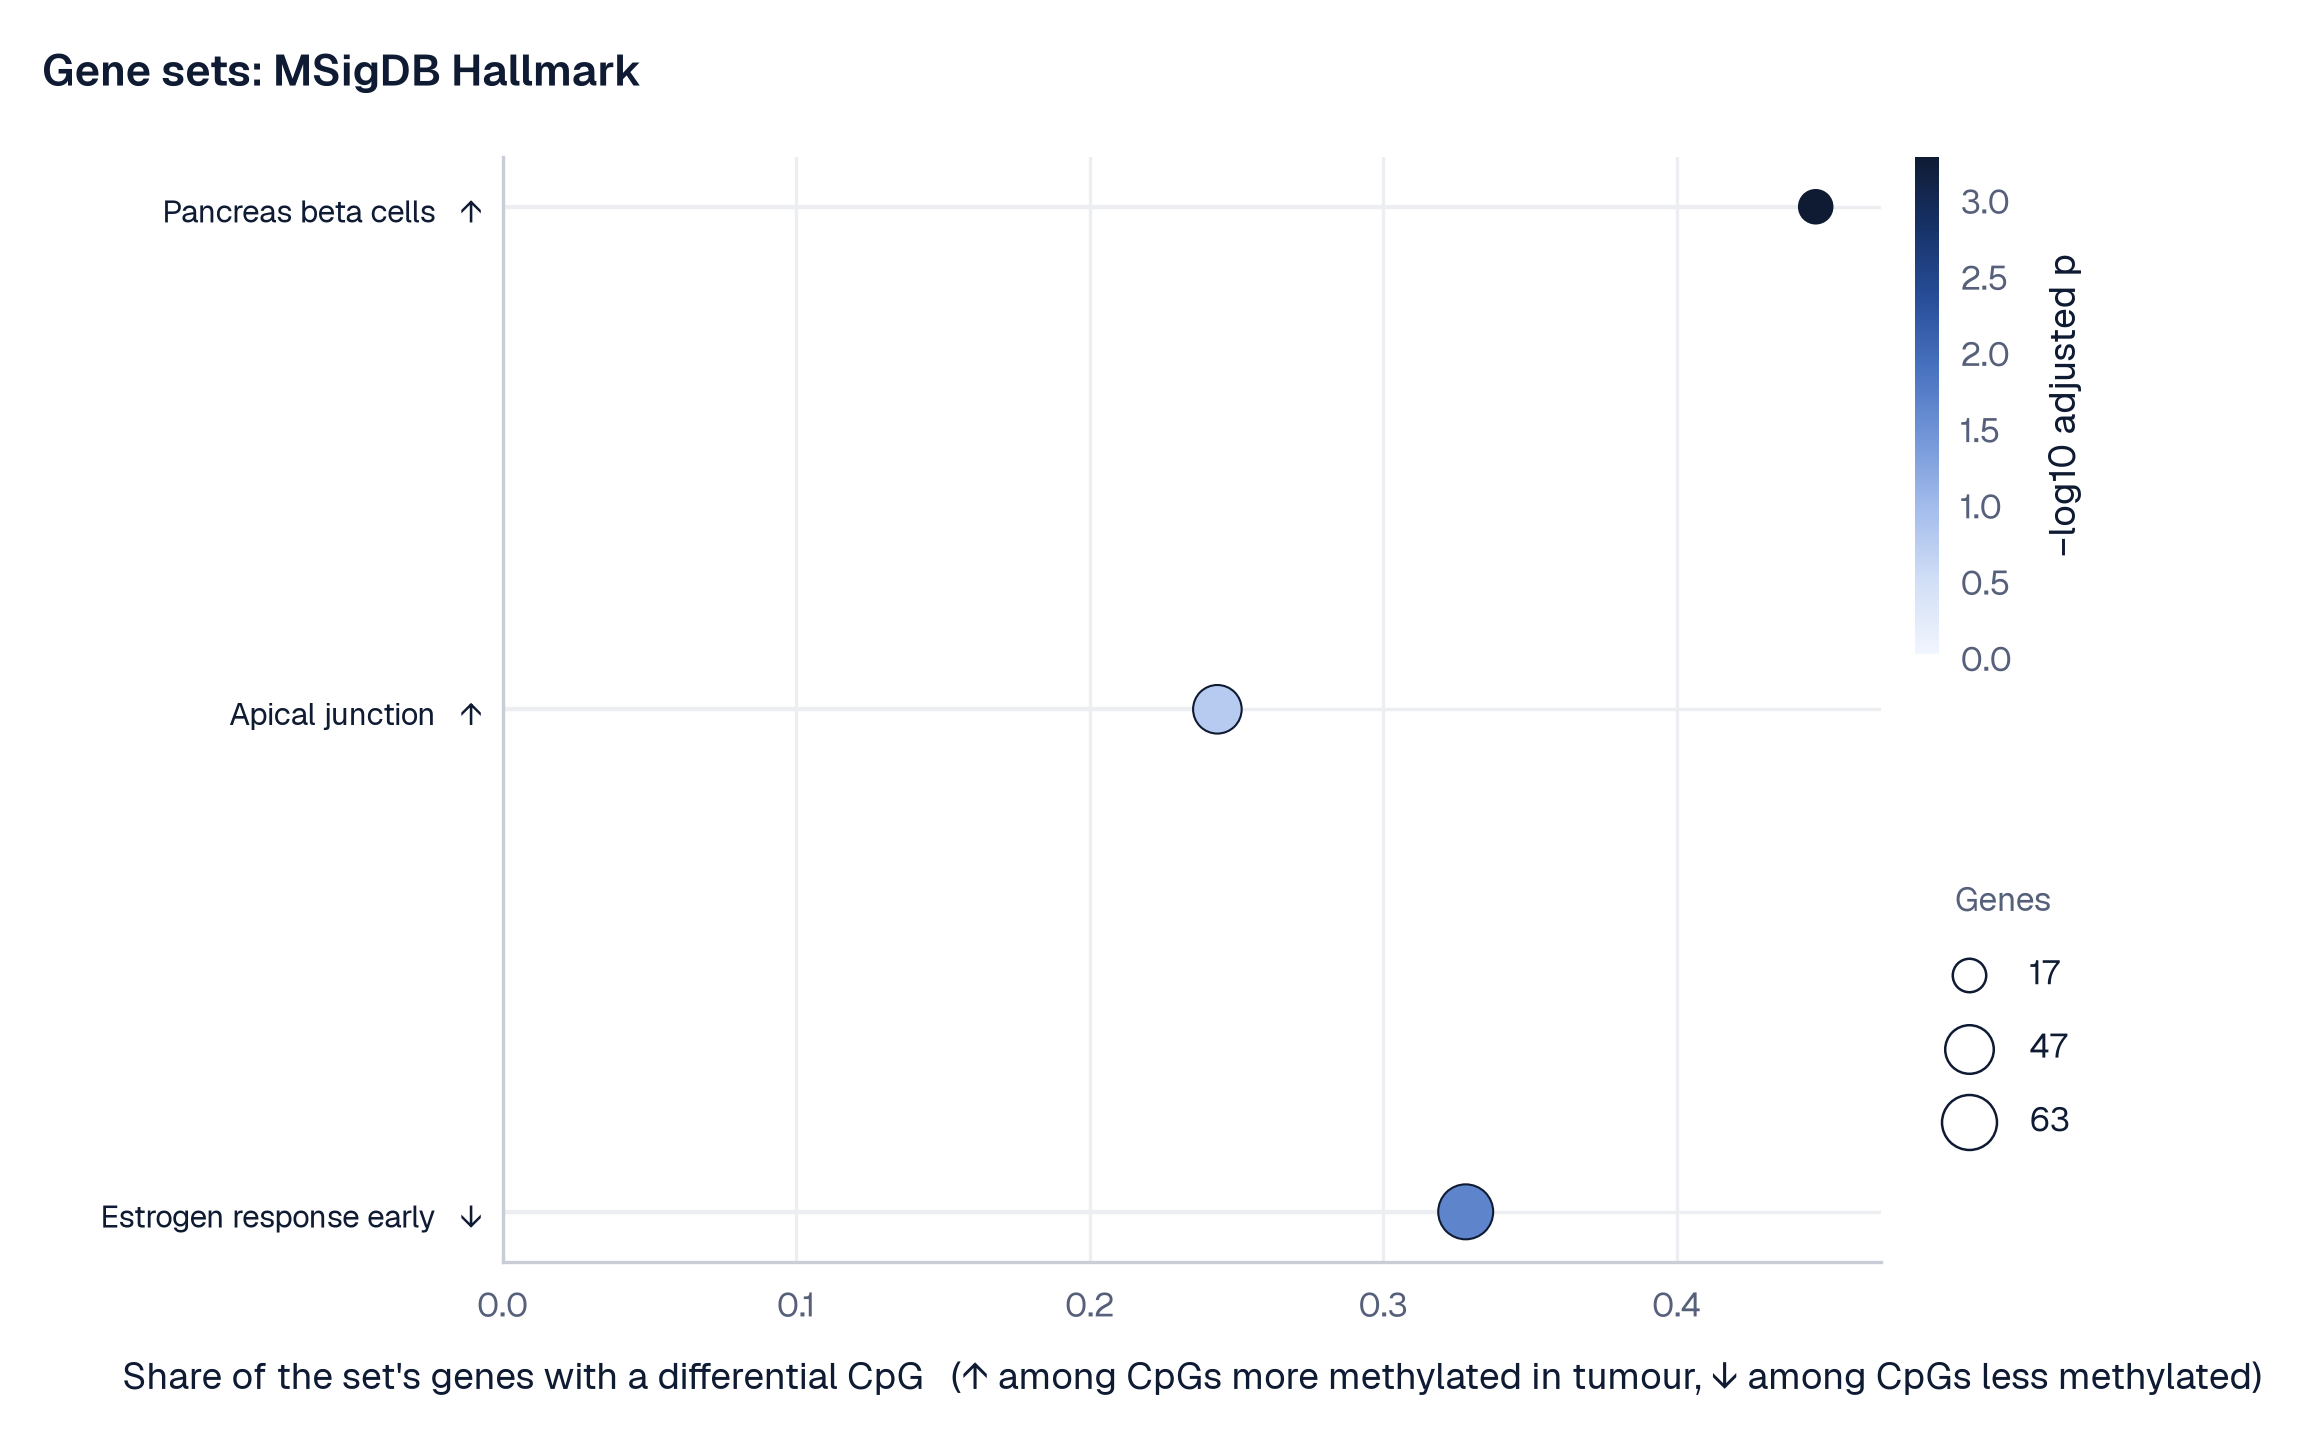 Gene sets: MSigDB Hallmark
Pancreas beta cells ↑
Apical junction ↑
Estrogen response early ↓
0.0 0.1 0.2 0.3 0.4
Share of the set's genes with a differential CpG (↑ among CpGs more methylated in tumour, ↓ among CpGs less methylated)
3.0
2.5
2.0
1.5
1.0
0.5
0.0
−log10 adjusted p
Genes
17
47
63